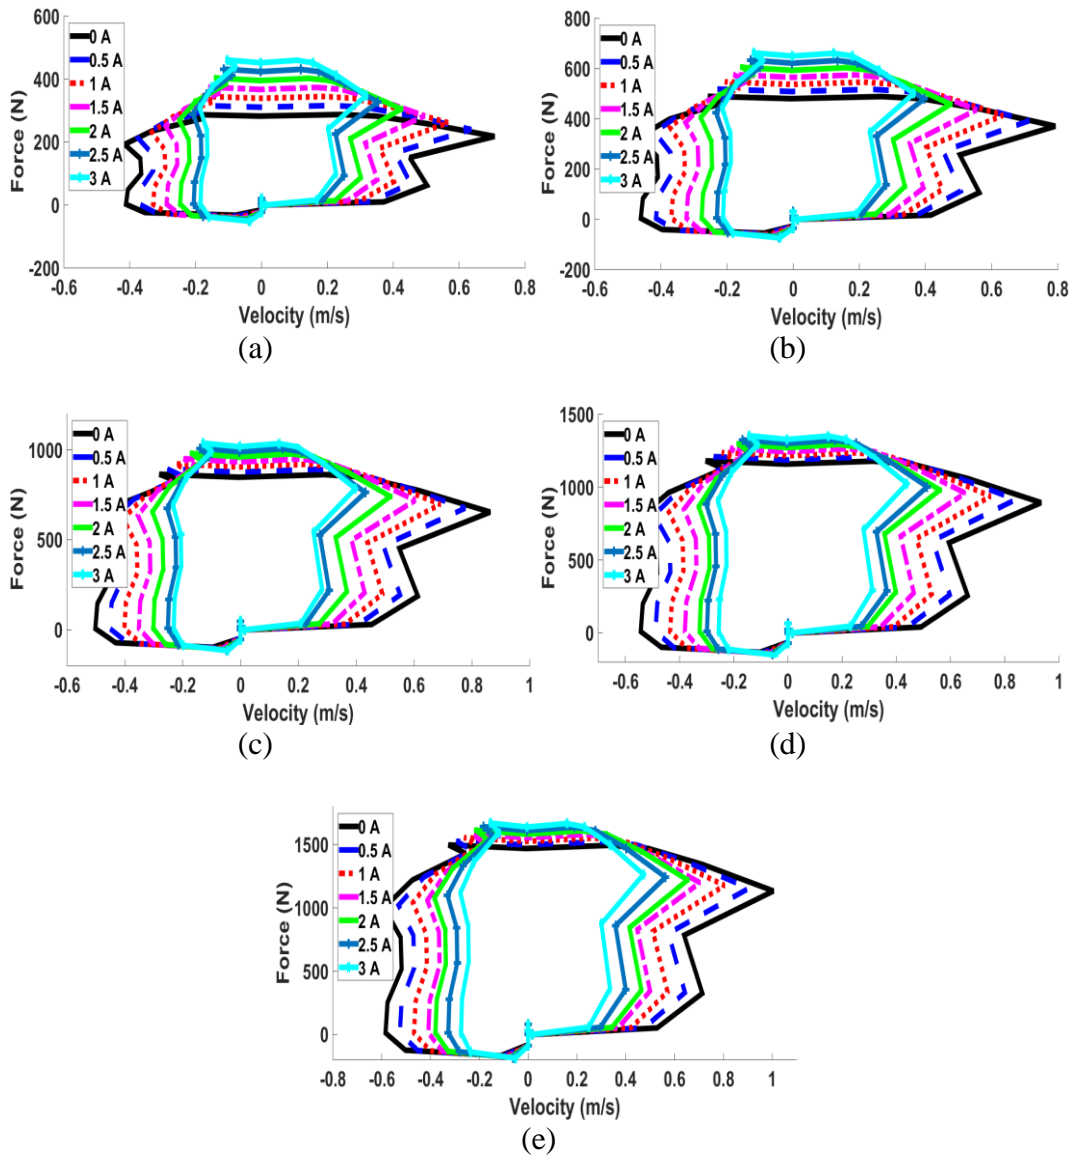 600
400
200
0
-200
Force (N)
0 A
0.5 A
1 A
1.5 A
2 A
2.5 A
3 A
-0.6 -0.4 -0.2 0 0.2 0.4 0.6 0.8
Velocity (m/s)
(a)
800
600
400
200
0
-200
Force (N)
0 A
0.5 A
1 A
1.5 A
2 A
2.5 A
3 A
-0.6 -0.4 -0.2 0 0.2 0.4 0.6 0.8
Velocity (m/s)
(b)
1000
500
0
Force (N)
0 A
0.5 A
1 A
1.5 A
2 A
2.5 A
3 A
-0.6 -0.4 -0.2 0 0.2 0.4 0.6 0.8 1
Velocity (m/s)
(c)
1500
1000
500
0
Force (N)
0 A
0.5 A
1 A
1.5 A
2 A
2.5 A
3 A
-0.6 -0.4 -0.2 0 0.2 0.4 0.6 0.8 1
Velocity (m/s)
(d)
1500
1000
500
0
Force (N)
0 A
0.5 A
1 A
1.5 A
2 A
2.5 A
3 A
-0.8 -0.6 -0.4 -0.2 0 0.2 0.4 0.6 0.8 1
Velocity (m/s)
(e)